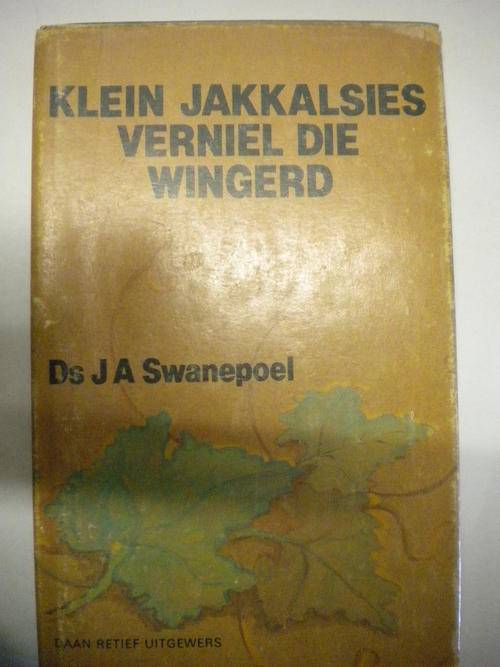 KLEIN JAKKALSIES
VERNIEL DIE
WINGERD
Ds J A Swanepoel
DAAN RETIEF UITGEWERS